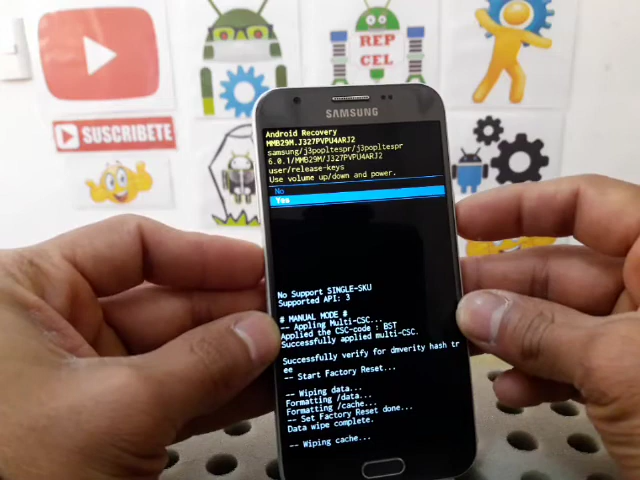 REP
CEL
SUSCRIBETE
SAMSUNG
Android Recovery
MMB29M.J327PVPU4ARJ2
samsung/j3popltespr/j3popltespr
6.0.1/MMB29M/J327PVPU4ARJ2
user/release-keys
Use volume up/down and power.
No
Yes
No Support SINGLE-SKU
Supported API: 3
# MANUAL MODE #
-- Appling Multi-CSC...
Applied the CSC-code : BST
Successfully applied multi-CSC.
Successfully verify for dmverity hash tr
ee
-- Start Factory Reset...
-- Wiping data...
Formatting /data...
Formatting /cache...
-- Set Factory Reset done...
Data wipe complete.
-- Wiping cache...